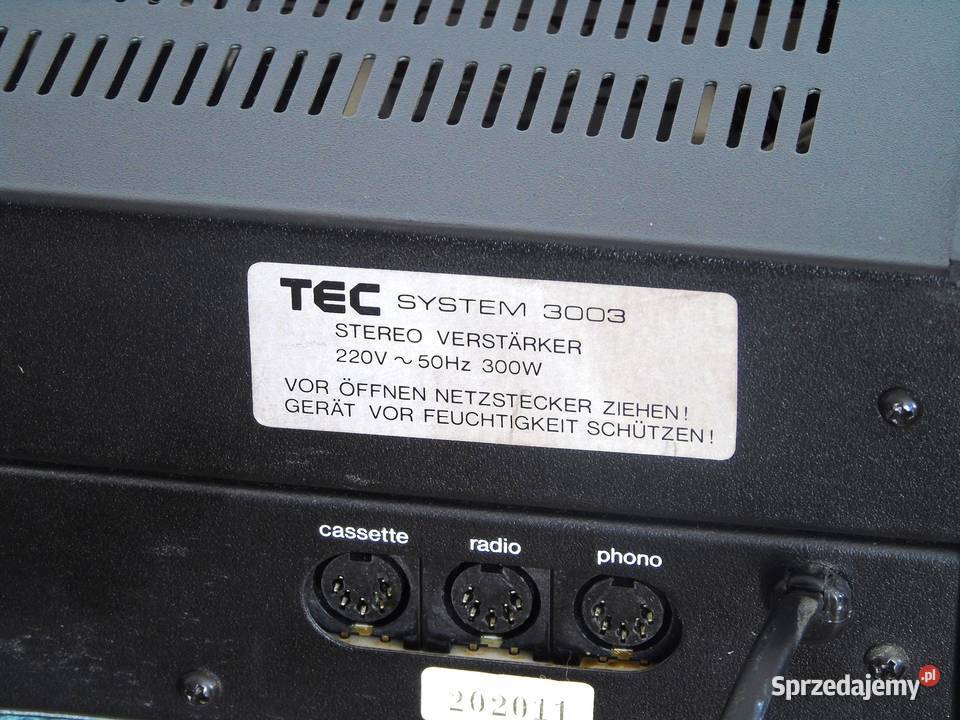 TEC SYSTEM 3003
STEREO VERSTÄRKER
220V ~ 50Hz 300W
VOR ÖFFNEN NETZSTECKER ZIEHEN!
GERÄT VOR FEUCHTIGKEIT SCHÜTZEN!
cassette radio phono
202011
Sprzedajemy.pl